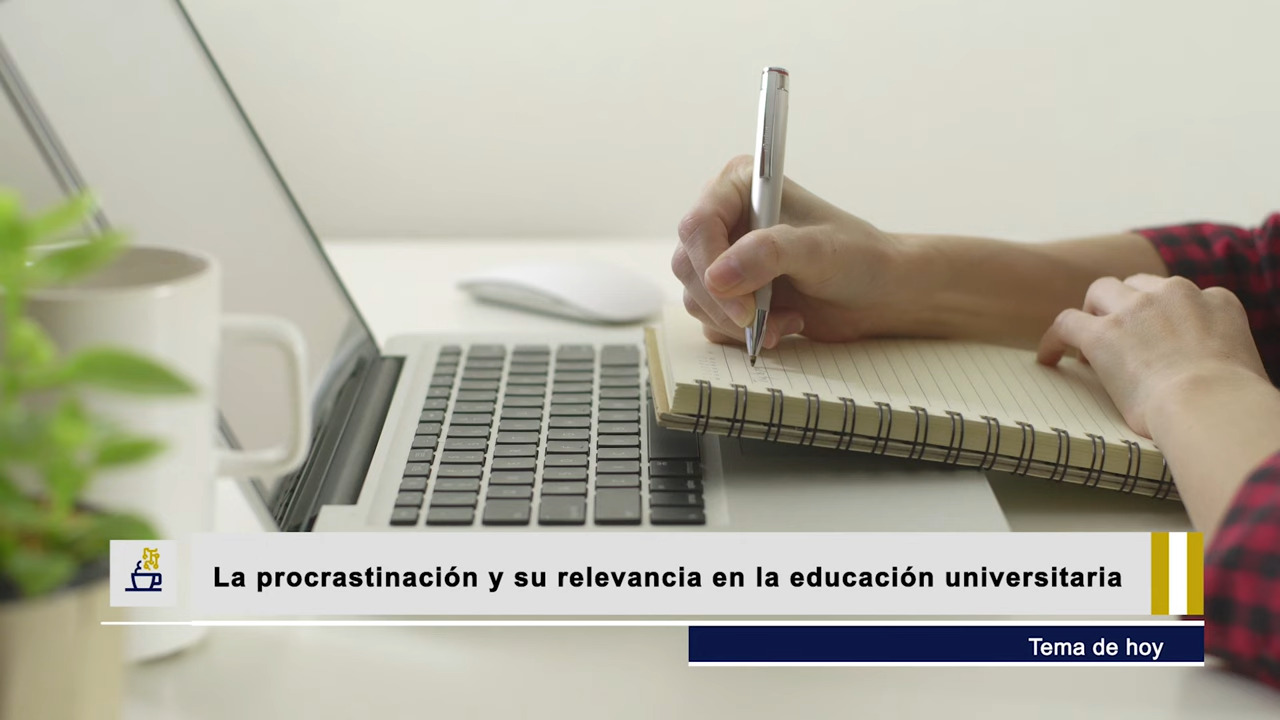 La procrastinación y su relevancia en la educación universitaria
Tema de hoy